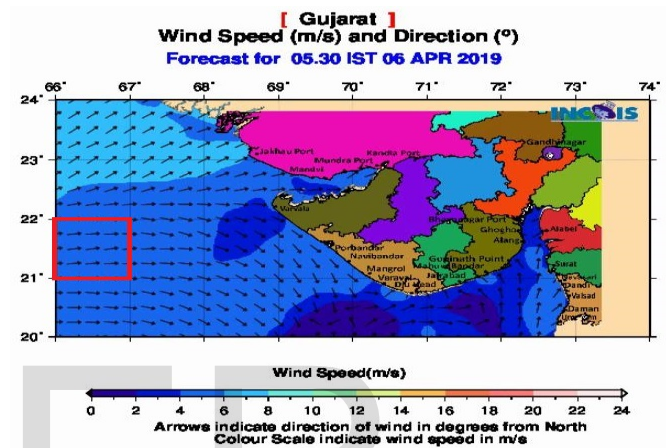 [ Gujarat ]
Wind Speed (m/s) and Direction (º)
Forecast for 05.30 IST 06 APR 2019
66˚ 67˚ 68˚ 69˚ 70˚ 71˚ 72˚ 73˚ 74˚
24˚
INCOIS
Gandhinagar
Jakhau Port
Kandla Port
23˚
Mundra Port
Mandvi
22˚
Varvala
Bhavnagar Port
Ghogho
Alang
Porbandar
Navibandar
Gopinath Point
Mangrol
Veraval
Jafrabad
Diu Head
Surat
21˚
Dandi
Valsad
Daman
20˚
Wind Speed(m/s)
0 2 4 6 8 10 12 14 16 18 20 22 24
Arrows indicate direction of wind in degrees from North
Colour Scale indicate wind speed in m/s